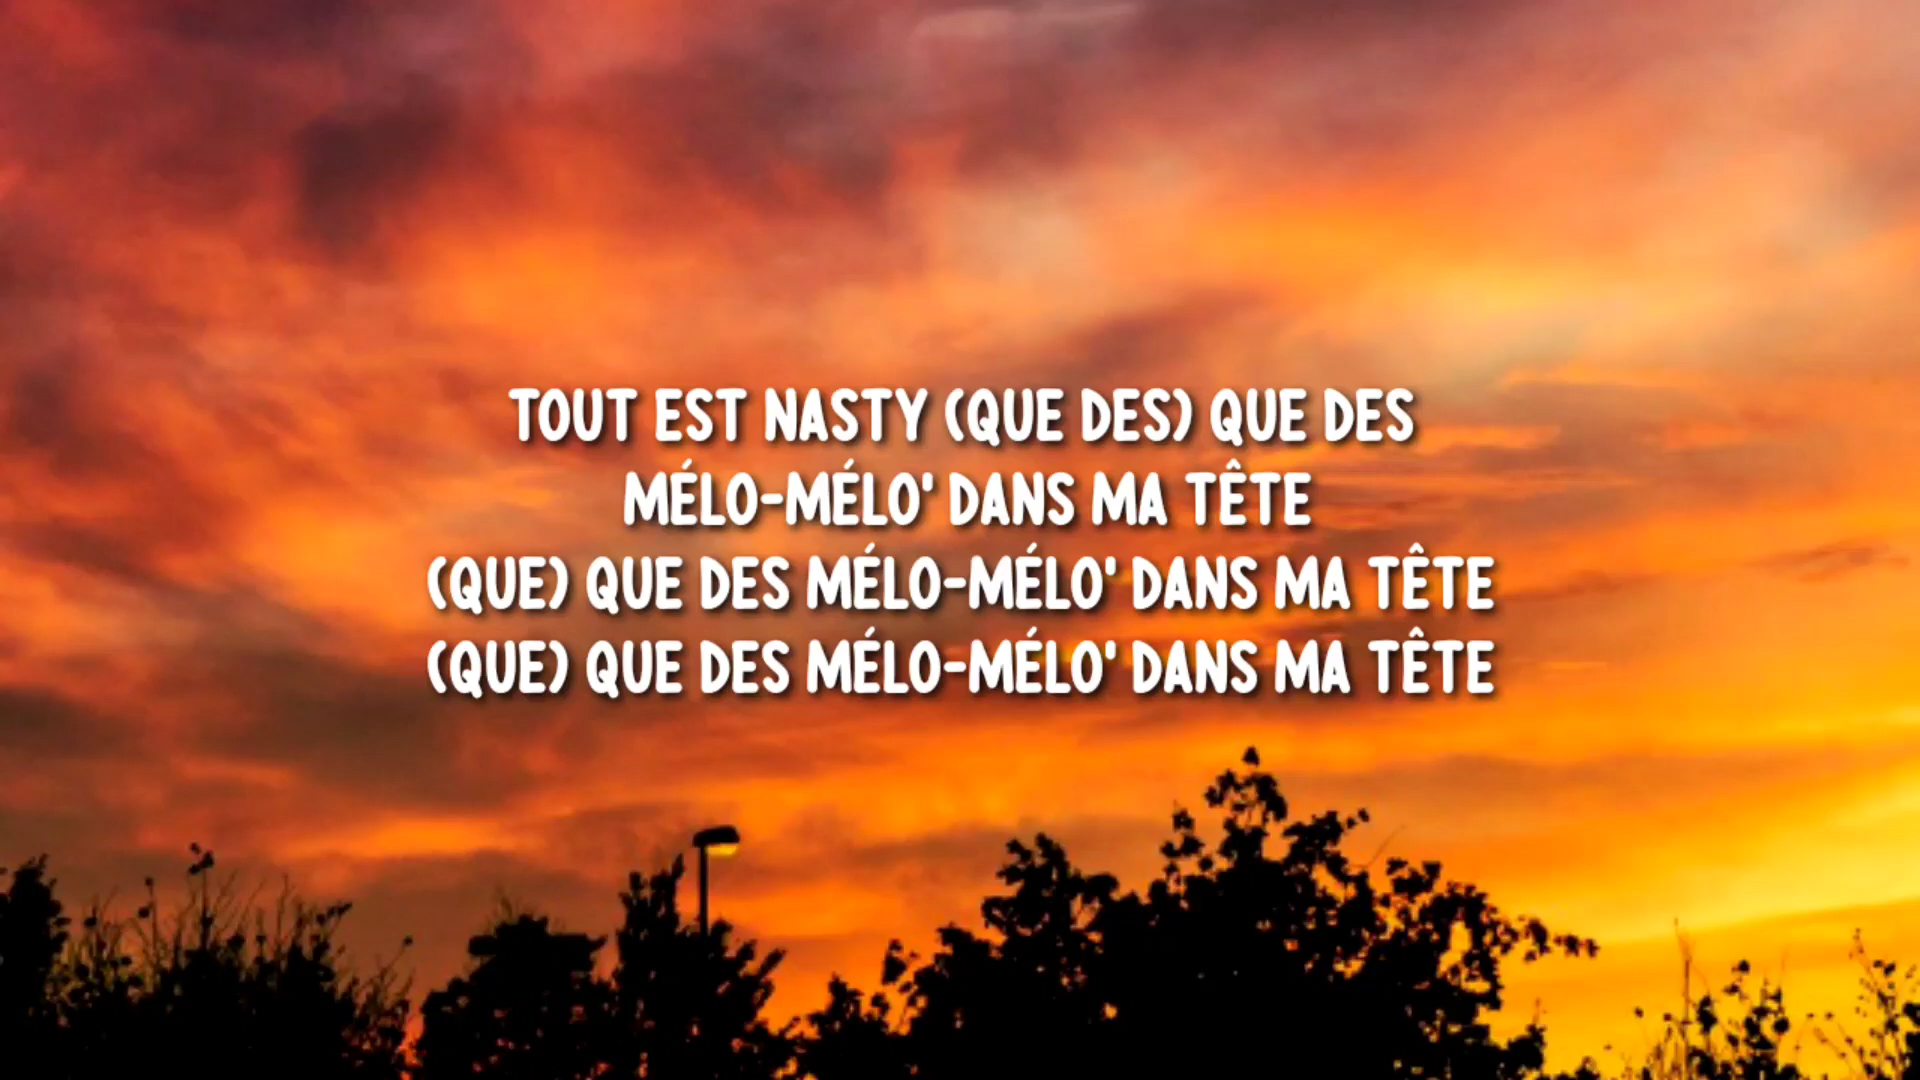 TOUT EST NASTY (QUE DES) QUE DES
MÉLO-MÉLO' DANS MA TÊTE
(QUE) QUE DES MÉLO-MÉLO' DANS MA TÊTE
(QUE) QUE DES MÉLO-MÉLO' DANS MA TÊTE